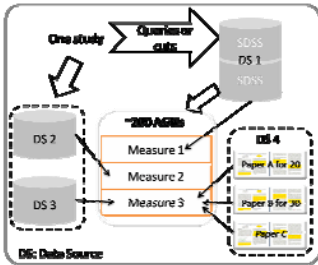 One study
Queries or
cuts
SDSS
DS 1
SDSS
DS 2
DS 3
~200 AGNs
Measure 1
Measure 2
Measure 3
DS 4
Paper A for 20
Paper B for 30
Paper C
DS: Data Source